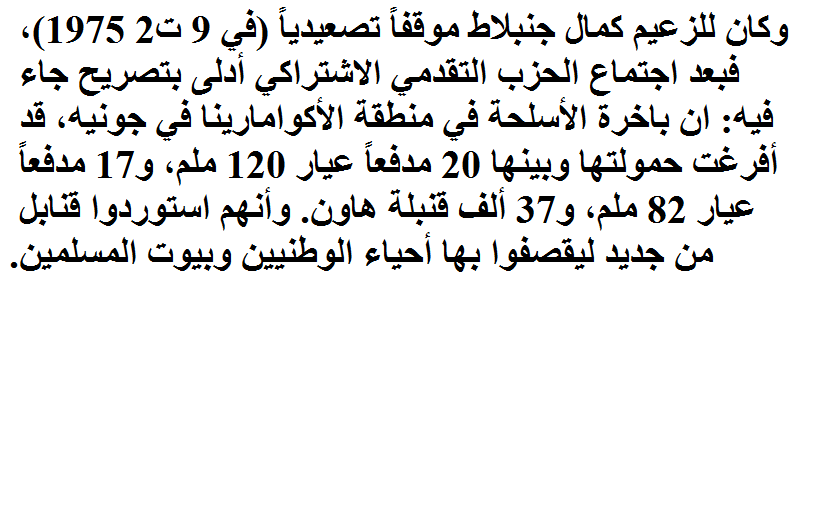 وكان للزعيم كمال جنبلاط موقفاً تصعيدياً (في 9 ت2 1975)،
فبعد اجتماع الحزب التقدمي الاشتراكي أدلى بتصريح جاء
فيه: ان باخرة الأسلحة في منطقة الأكوامارينا في جونيه، قد
أفرغت حمولتها وبينها 20 مدفعاً عيار 120 ملم، و17 مدفعاً
عيار 82 ملم، و37 ألف قنبلة هاون. وأنهم استوردوا قنابل
من جديد ليقصفوا بها أحياء الوطنيين وبيوت المسلمين.